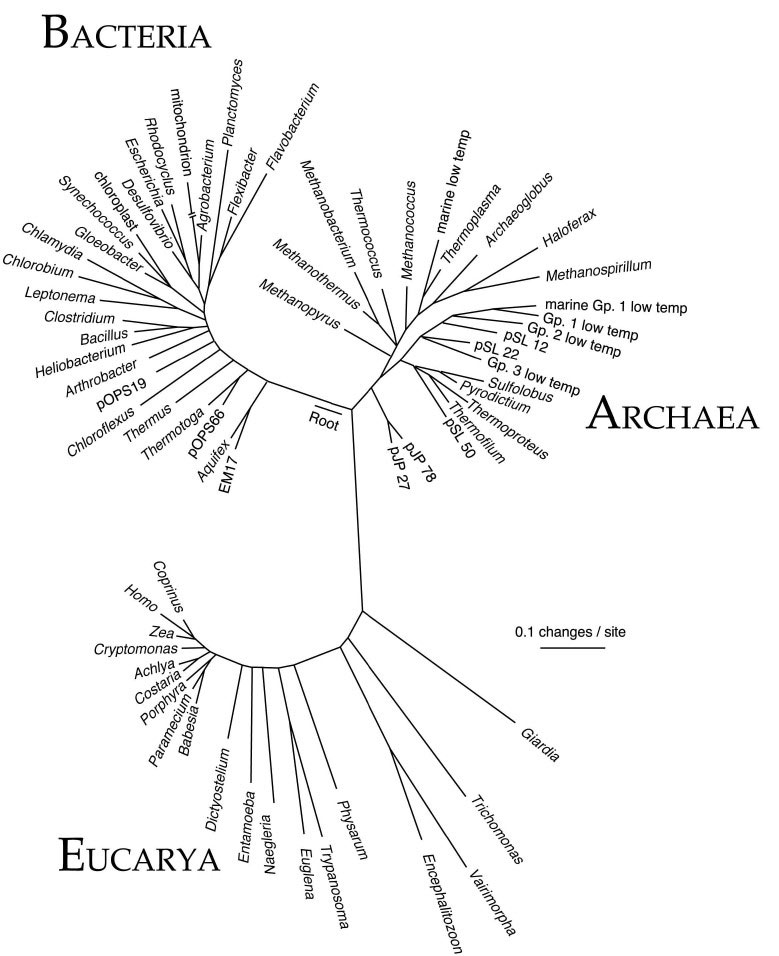 BACTERIA
Planctomyces
mitochondrion
Flavobacterium
Rhodocyclus
Escherichia
Agrobacterium
Flexibacter
Desulfovibrio
chloroplast
Synechococcus
Gloeobacter
Chlamydia
Chlorobium
Leptonema
Clostridium
Bacillus
Heliobacterium
Arthrobacter
pOPS19
Chloroflexus
Thermus
Thermotoga
pOPS66
Aquifex
EM17
Root
Methanopyrus
Methanothermus
Methanobacterium
Thermococcus
Methanococcus
marine low temp
Thermoplasma
Archaeoglobus
Haloferax
Methanospirillum
marine Gp. 1 low temp
Gp. 1 low temp
Gp. 2 low temp
pSL 12
pSL 22
Gp. 3 low temp
Sulfolobus
Pyrodictium
Thermoproteus
Thermofilum
pSL 50
pJP 78
pJP 27
ARCHAEA
0.1 changes / site
Coprinus
Homo
Zea
Cryptomonas
Achlya
Costaria
Porphyra
Paramecium
Babesia
Dictyostelium
Entamoeba
Naegleria
Euglena
Trypanosoma
Physarum
Encephalitozoon
Vairimorpha
Trichomonas
Giardia
EUCARYA